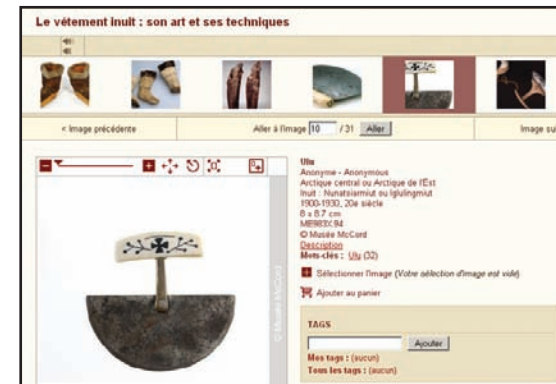 Le vêtement inuit : son art et ses techniques
< Image précédente
Aller à l'image 10 / 31 Aller
Image sui
Ulu
Anonyme - Anonymous
Arctique central ou Arctique de l'Est
Inuit : Nunatsiarmiut ou Iglulingmiut
1900-1930, 20e siècle
8 x 8.7 cm
ME983X.94
© Musée McCord
Description
Mots-clés : Ulu (32)
Sélectionner l'image (Votre sélection d'image est vide)
Ajouter au panier
© Musée McCord
TAGS
Ajouter
Mes tags : (aucun)
Tous les tags : (aucun)